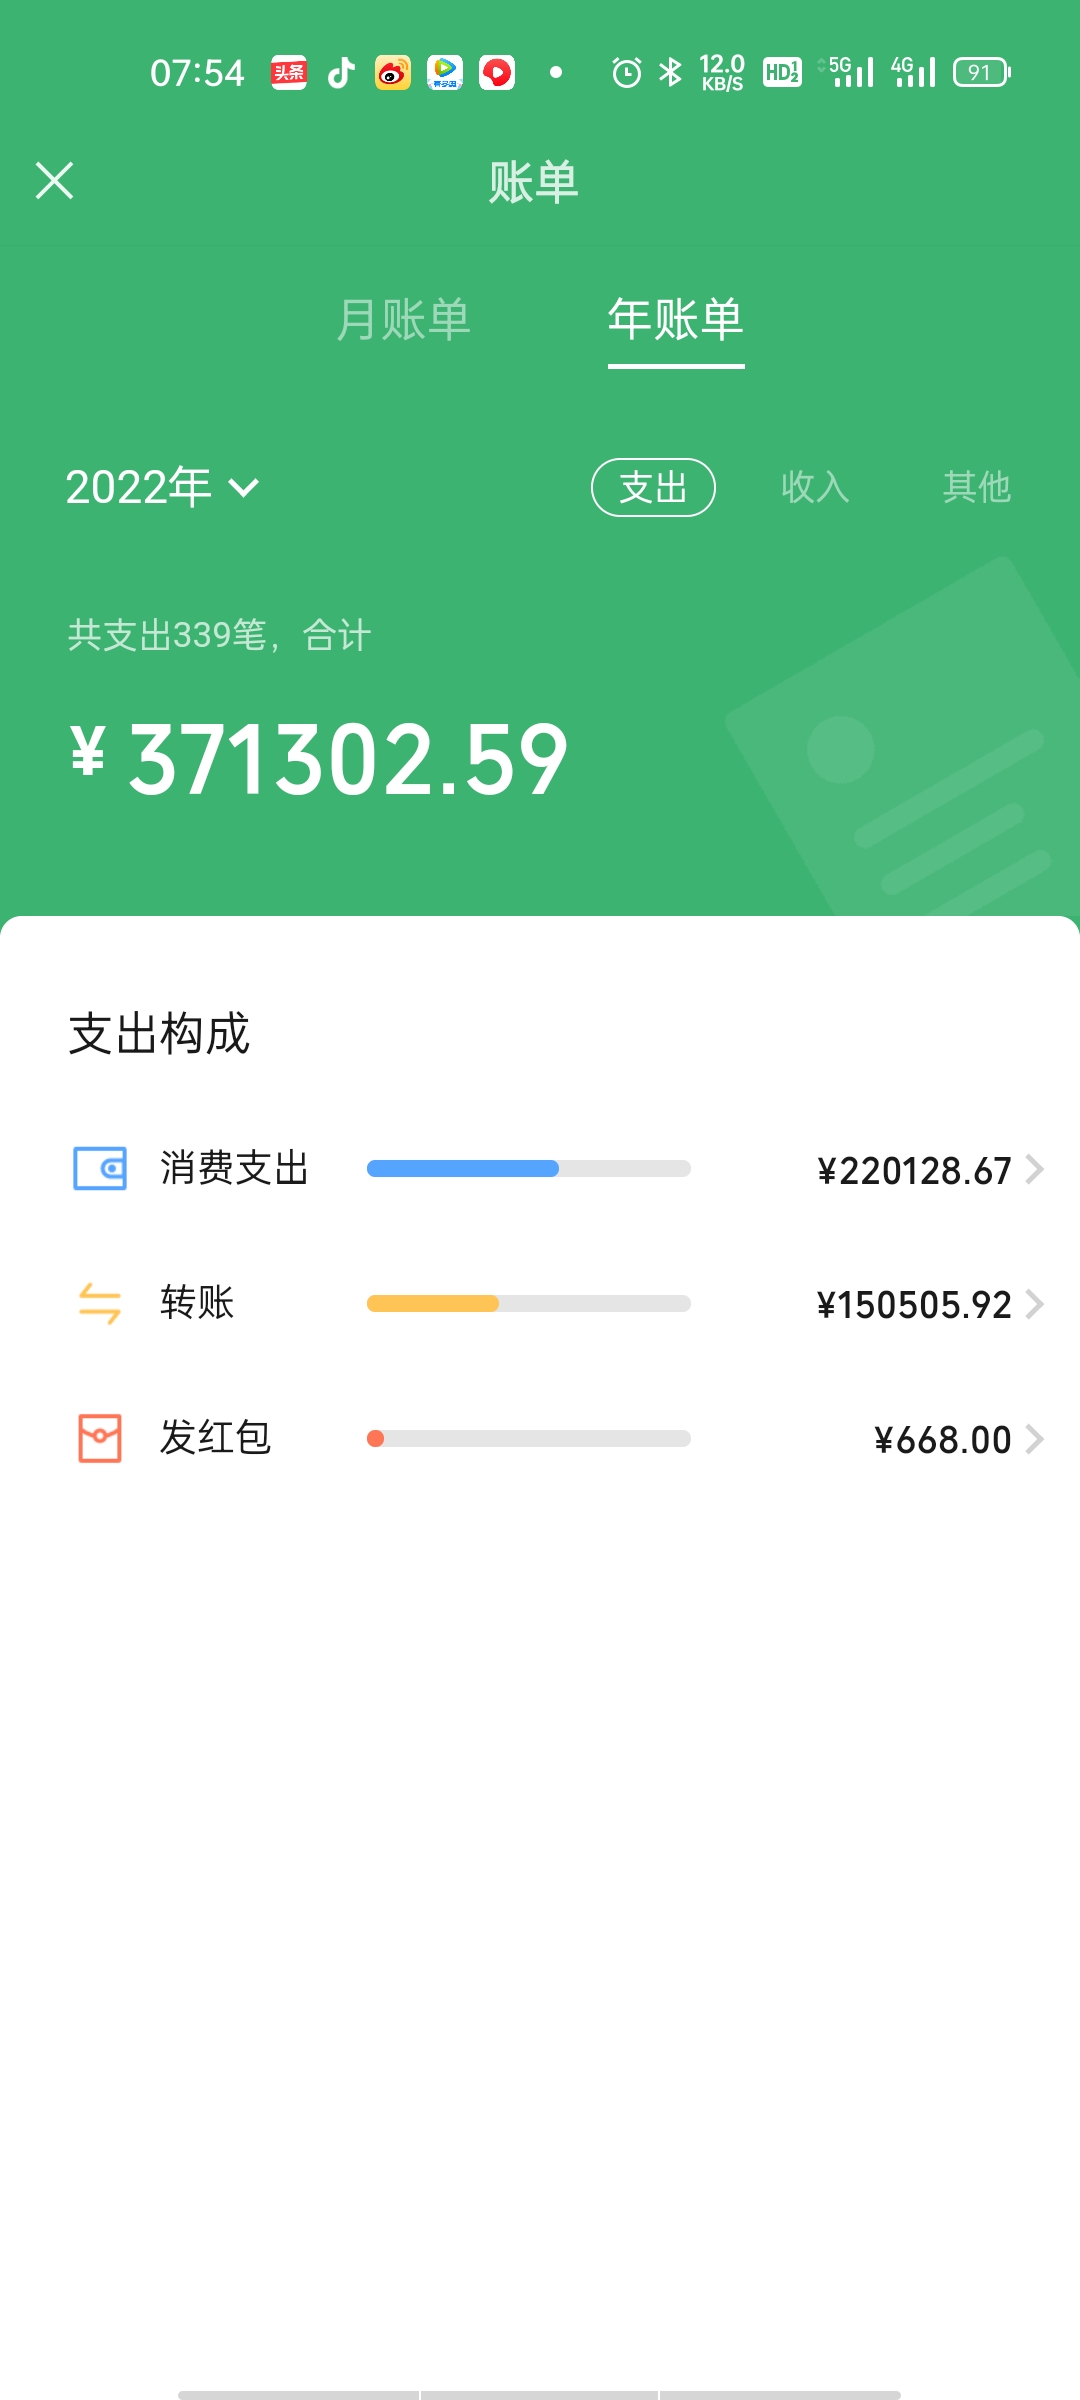 07:54 头条 12.0 KB/S HD 1 2 5G 4G 91
账单
月账单 年账单
2022年 支出 收入 其他
共支出339笔，合计
¥ 371302.59
支出构成
消费支出 ¥220128.67
转账 ¥150505.92
发红包 ¥668.00